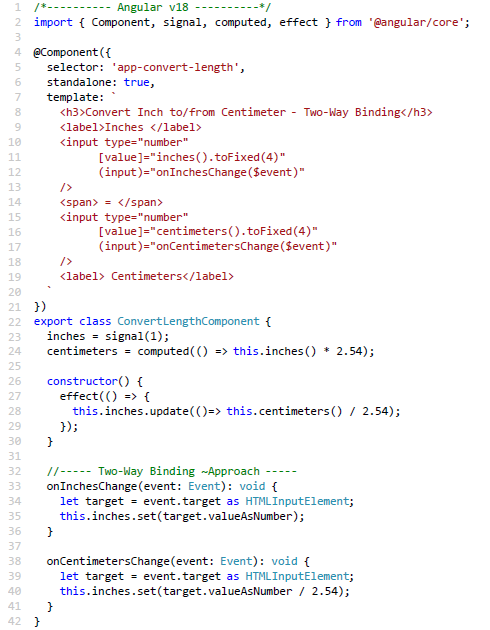 1 /*---------- Angular v18 ----------*/
2 import { Component, signal, computed, effect } from '@angular/core';
3
4 @Component({
5   selector: 'app-convert-length',
6   standalone: true,
7   template: `
8     <h3>Convert Inch to/from Centimeter - Two-Way Binding</h3>
9     <label>Inches </label>
10     <input type="number"
11           [value]="inches().toFixed(4)"
12           (input)="onInchesChange($event)"
13     />
14     <span> = </span>
15     <input type="number"
16           [value]="centimeters().toFixed(4)"
17           (input)="onCentimetersChange($event)"
18     />
19     <label> Centimeters</label>
20   `
21 })
22 export class ConvertLengthComponent {
23   inches = signal(1);
24   centimeters = computed(() => this.inches() * 2.54);
25
26   constructor() {
27     effect(() => {
28       this.inches.update(()=> this.centimeters() / 2.54);
29     });
30   }
31
32   //----- Two-Way Binding ~Approach -----
33   onInchesChange(event: Event): void {
34     let target = event.target as HTMLInputElement;
35     this.inches.set(target.valueAsNumber);
36   }
37
38   onCentimetersChange(event: Event): void {
39     let target = event.target as HTMLInputElement;
40     this.inches.set(target.valueAsNumber / 2.54);
41   }
42 }